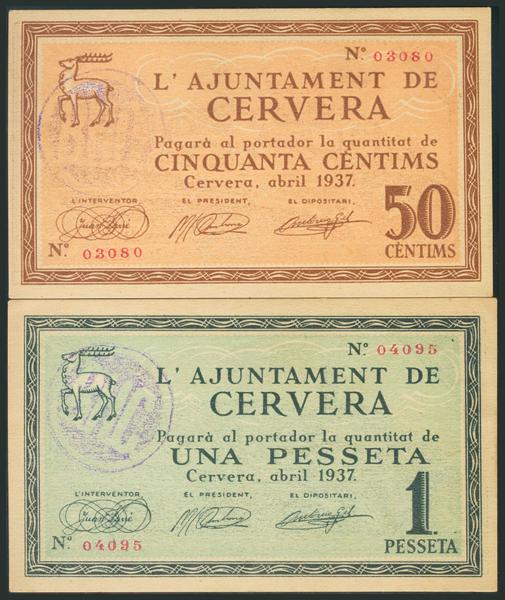 Nº 03080
L'AJUNTAMENT DE
CERVERA
Pagarà al portador la quantitat de
CINQUANTA CÈNTIMS
Cervera, abril 1937.
L'INTERVENTOR EL PRESIDENT, EL DIPOSITARI,
50
CÈNTIMS
Nº 03080
Nº 04095
L'AJUNTAMENT DE
CERVERA
Pagarà al portador la quantitat de
UNA PESSETA
Cervera, abril 1937.
L'INTERVENTOR, EL PRESIDENT, EL DIPOSITARI,
1
PESSETA
Nº 04095